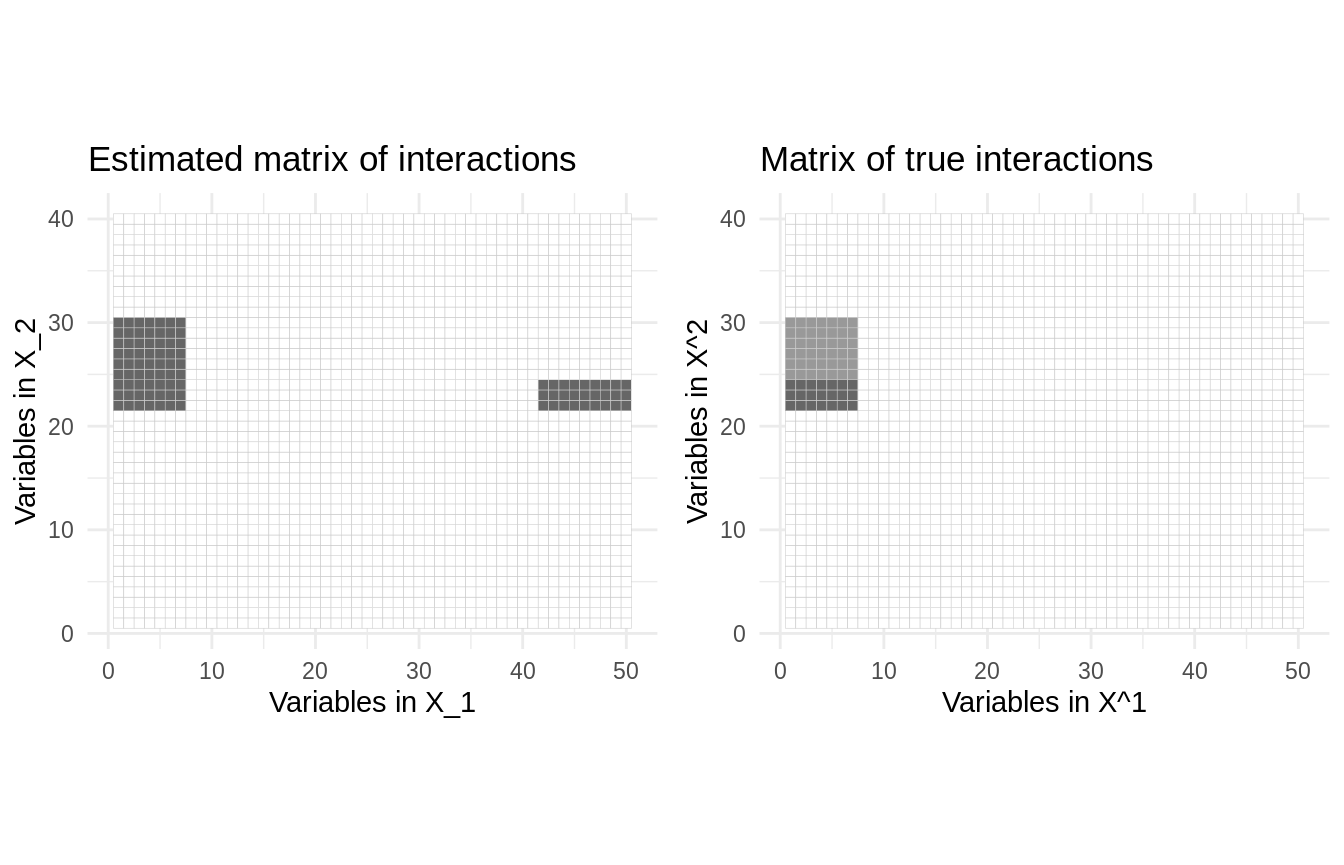 Estimated matrix of interactions
40
30
20
10
0
0 10 20 30 40 50
Variables in X_1
Variables in X_2
Matrix of true interactions
40
30
20
10
0
0 10 20 30 40 50
Variables in X^1
Variables in X^2